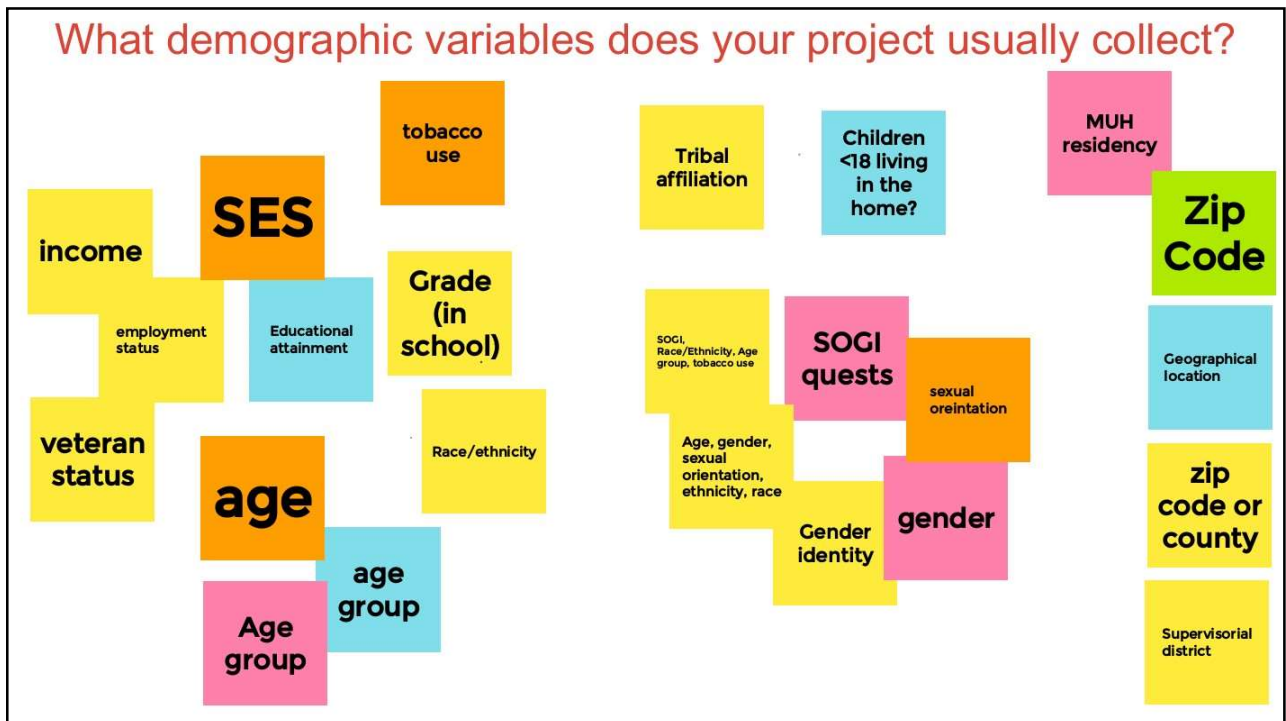 What demographic variables does your project usually collect?
tobacco
use
SES
income
employment
status
Educational
attainment
Grade
(in
school)
veteran
status
Race/ethnicity
age
age
group
Age
group
Tribal
affiliation
Children
<18 living
in the
home?
MUH
residency
Zip
Code
SOGI,
Race/Ethnicity, Age
group, tobacco use
SOGI
quests
sexual
oreintation
Geographical
location
Age, gender,
sexual
orientation,
ethnicity, race
Gender
identity
gender
zip
code or
county
Supervisorial
district